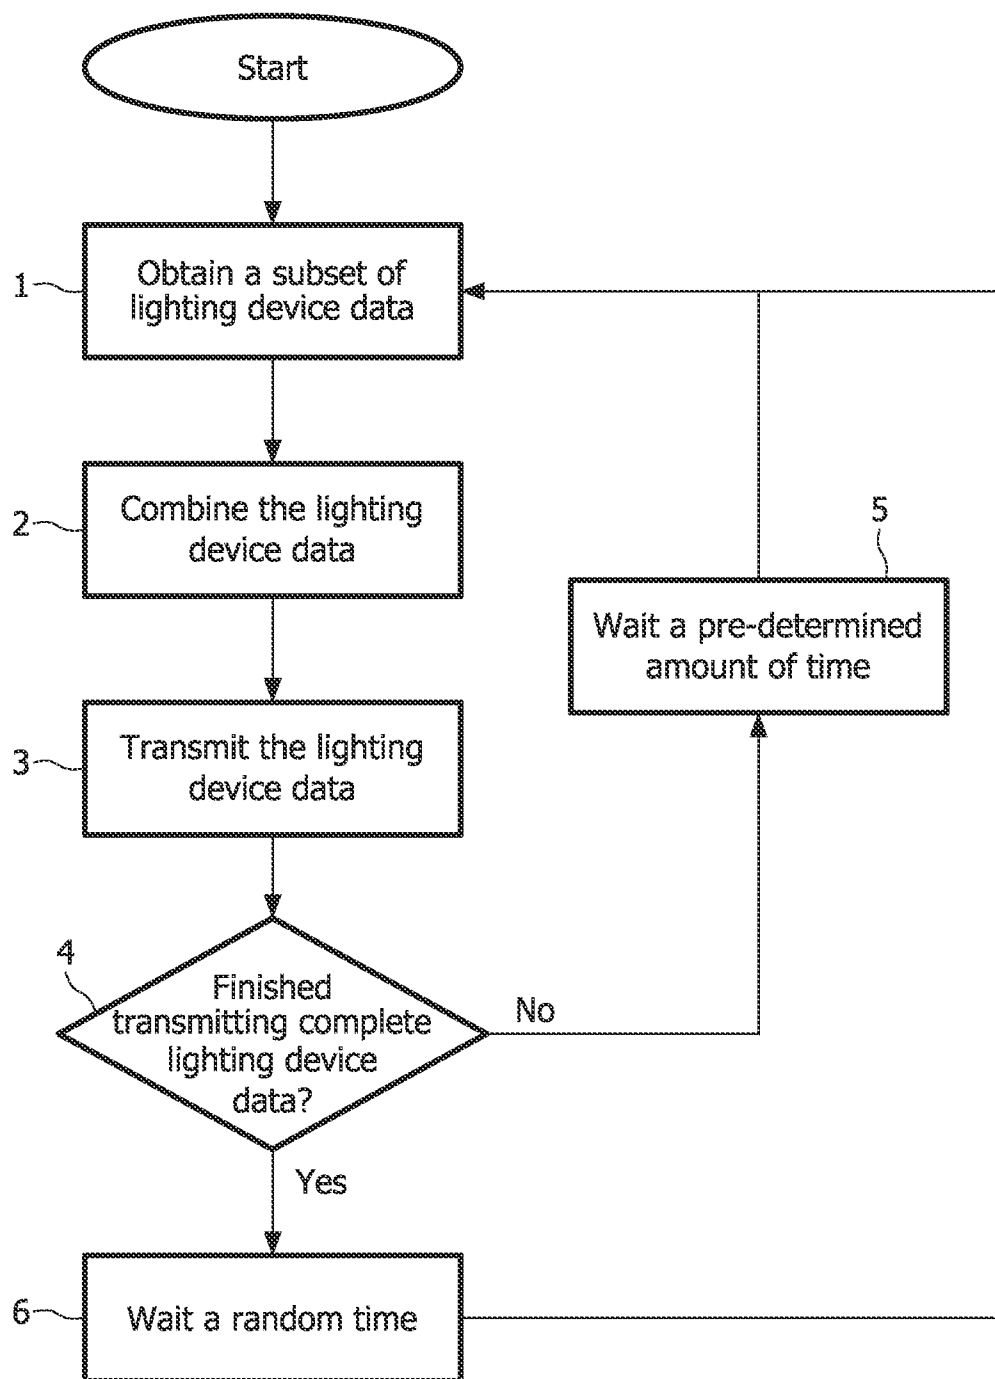 Start
1
Obtain a subset of
lighting device data
2
Combine the lighting
device data
5
Wait a pre-determined
amount of time
3
Transmit the lighting
device data
4
Finished
transmitting complete
lighting device
data?
No
Yes
6
Wait a random time